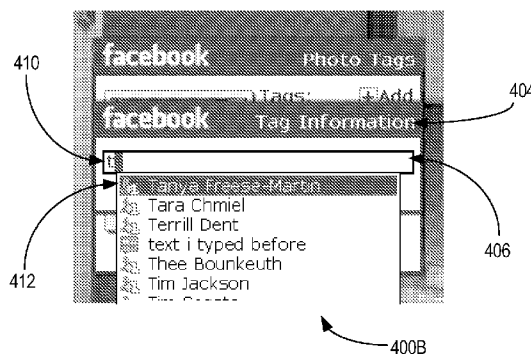 facebook Photo Tags
410
Tags: +Add
404
facebook Tag Information
t
Tanya Freese-Martin
Tara Chmiel
Terrill Dent
406
text i typed before
412
Thee Bounkeuth
Tim Jackson
400B